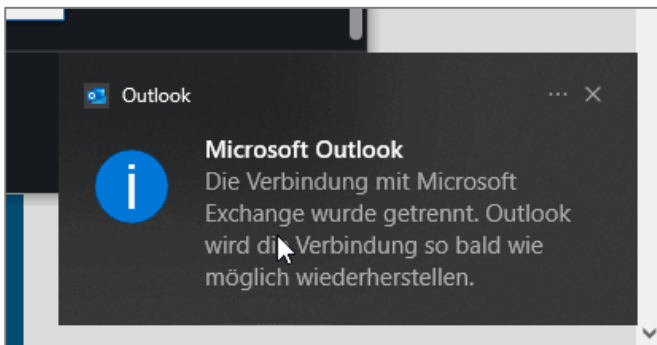 Outlook
Microsoft Outlook
Die Verbindung mit Microsoft
Exchange wurde getrennt. Outlook
wird die Verbindung so bald wie
möglich wiederherstellen.